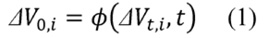 ΔV₀,ᵢ = ϕ(ΔVₜ,ᵢ, t) (1)